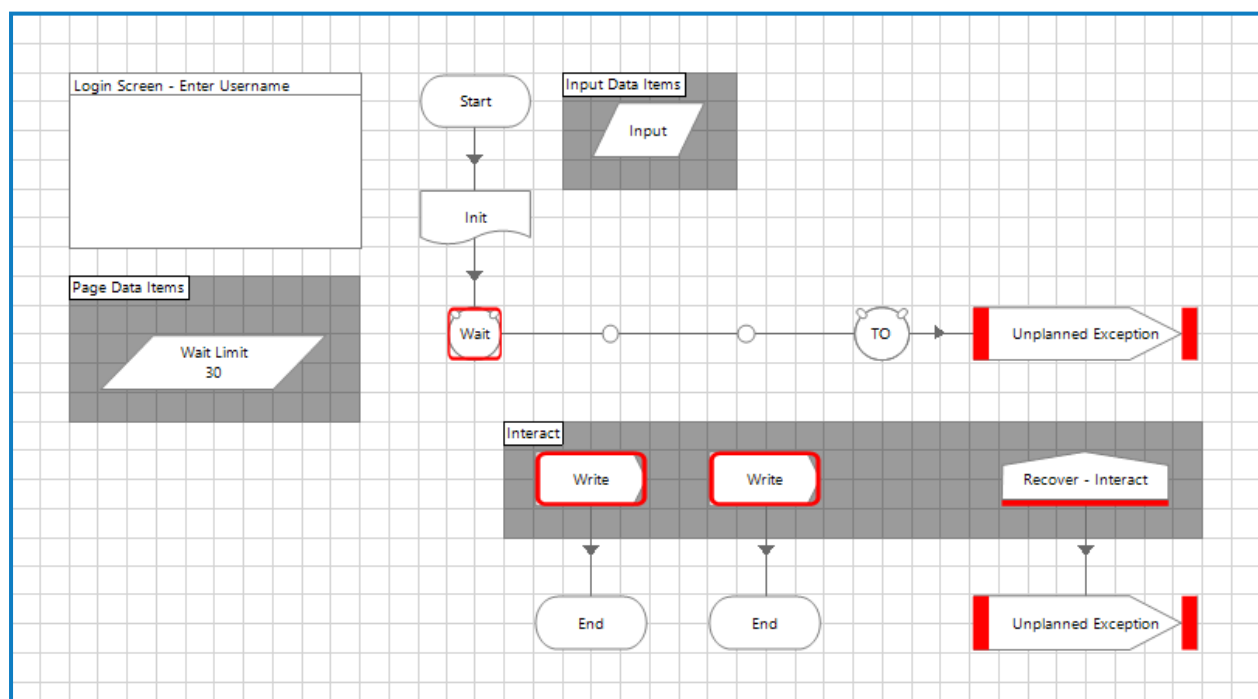 Login Screen - Enter Username
Start
Input Data Items
Input
Init
Page Data Items
Wait Limit
30
Wait
TO
Unplanned Exception
Interact
Write
Write
Recover - Interact
End
End
Unplanned Exception